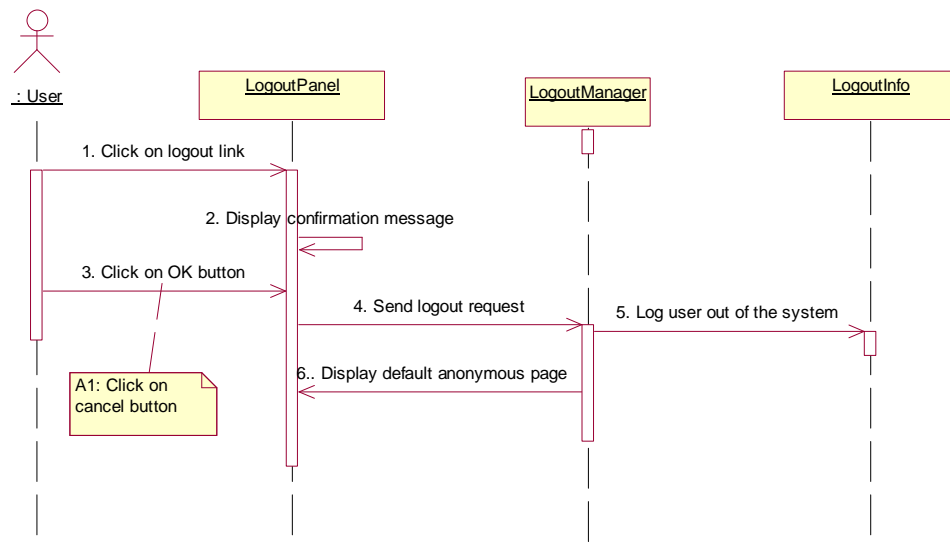 : User
LogoutPanel
LogoutManager
LogoutInfo
1. Click on logout link
2. Display confirmation message
3. Click on OK button
4. Send logout request
5. Log user out of the system
6.. Display default anonymous page
A1: Click on
cancel button